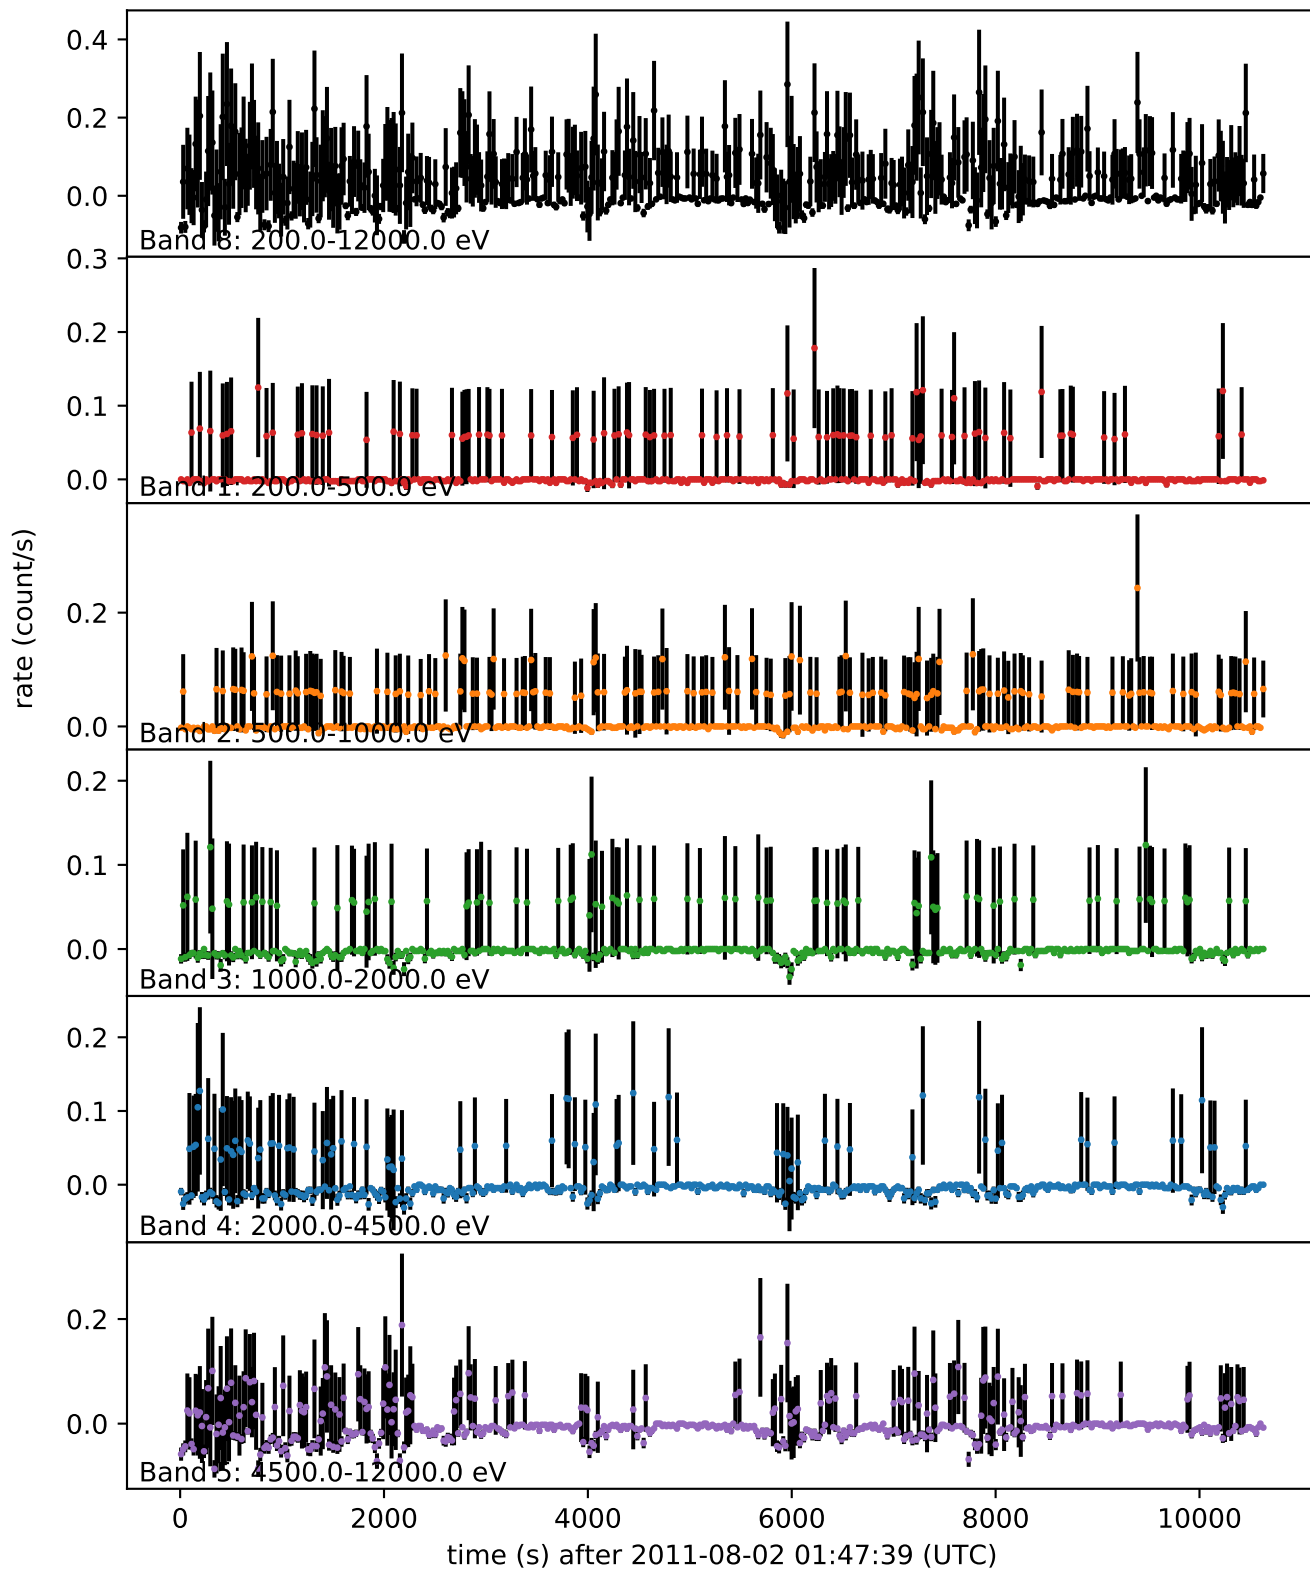 0.4
0.2
0.0
Band 8: 200.0-12000.0 eV
0.3
0.2
0.1
0.0
Band 1: 200.0-500.0 eV
rate (count/s)
0.2
0.0
Band 2: 500.0-1000.0 eV
0.2
0.1
0.0
Band 3: 1000.0-2000.0 eV
0.2
0.1
0.0
Band 4: 2000.0-4500.0 eV
0.2
0.0
Band 5: 4500.0-12000.0 eV
0 2000 4000 6000 8000 10000
time (s) after 2011-08-02 01:47:39 (UTC)